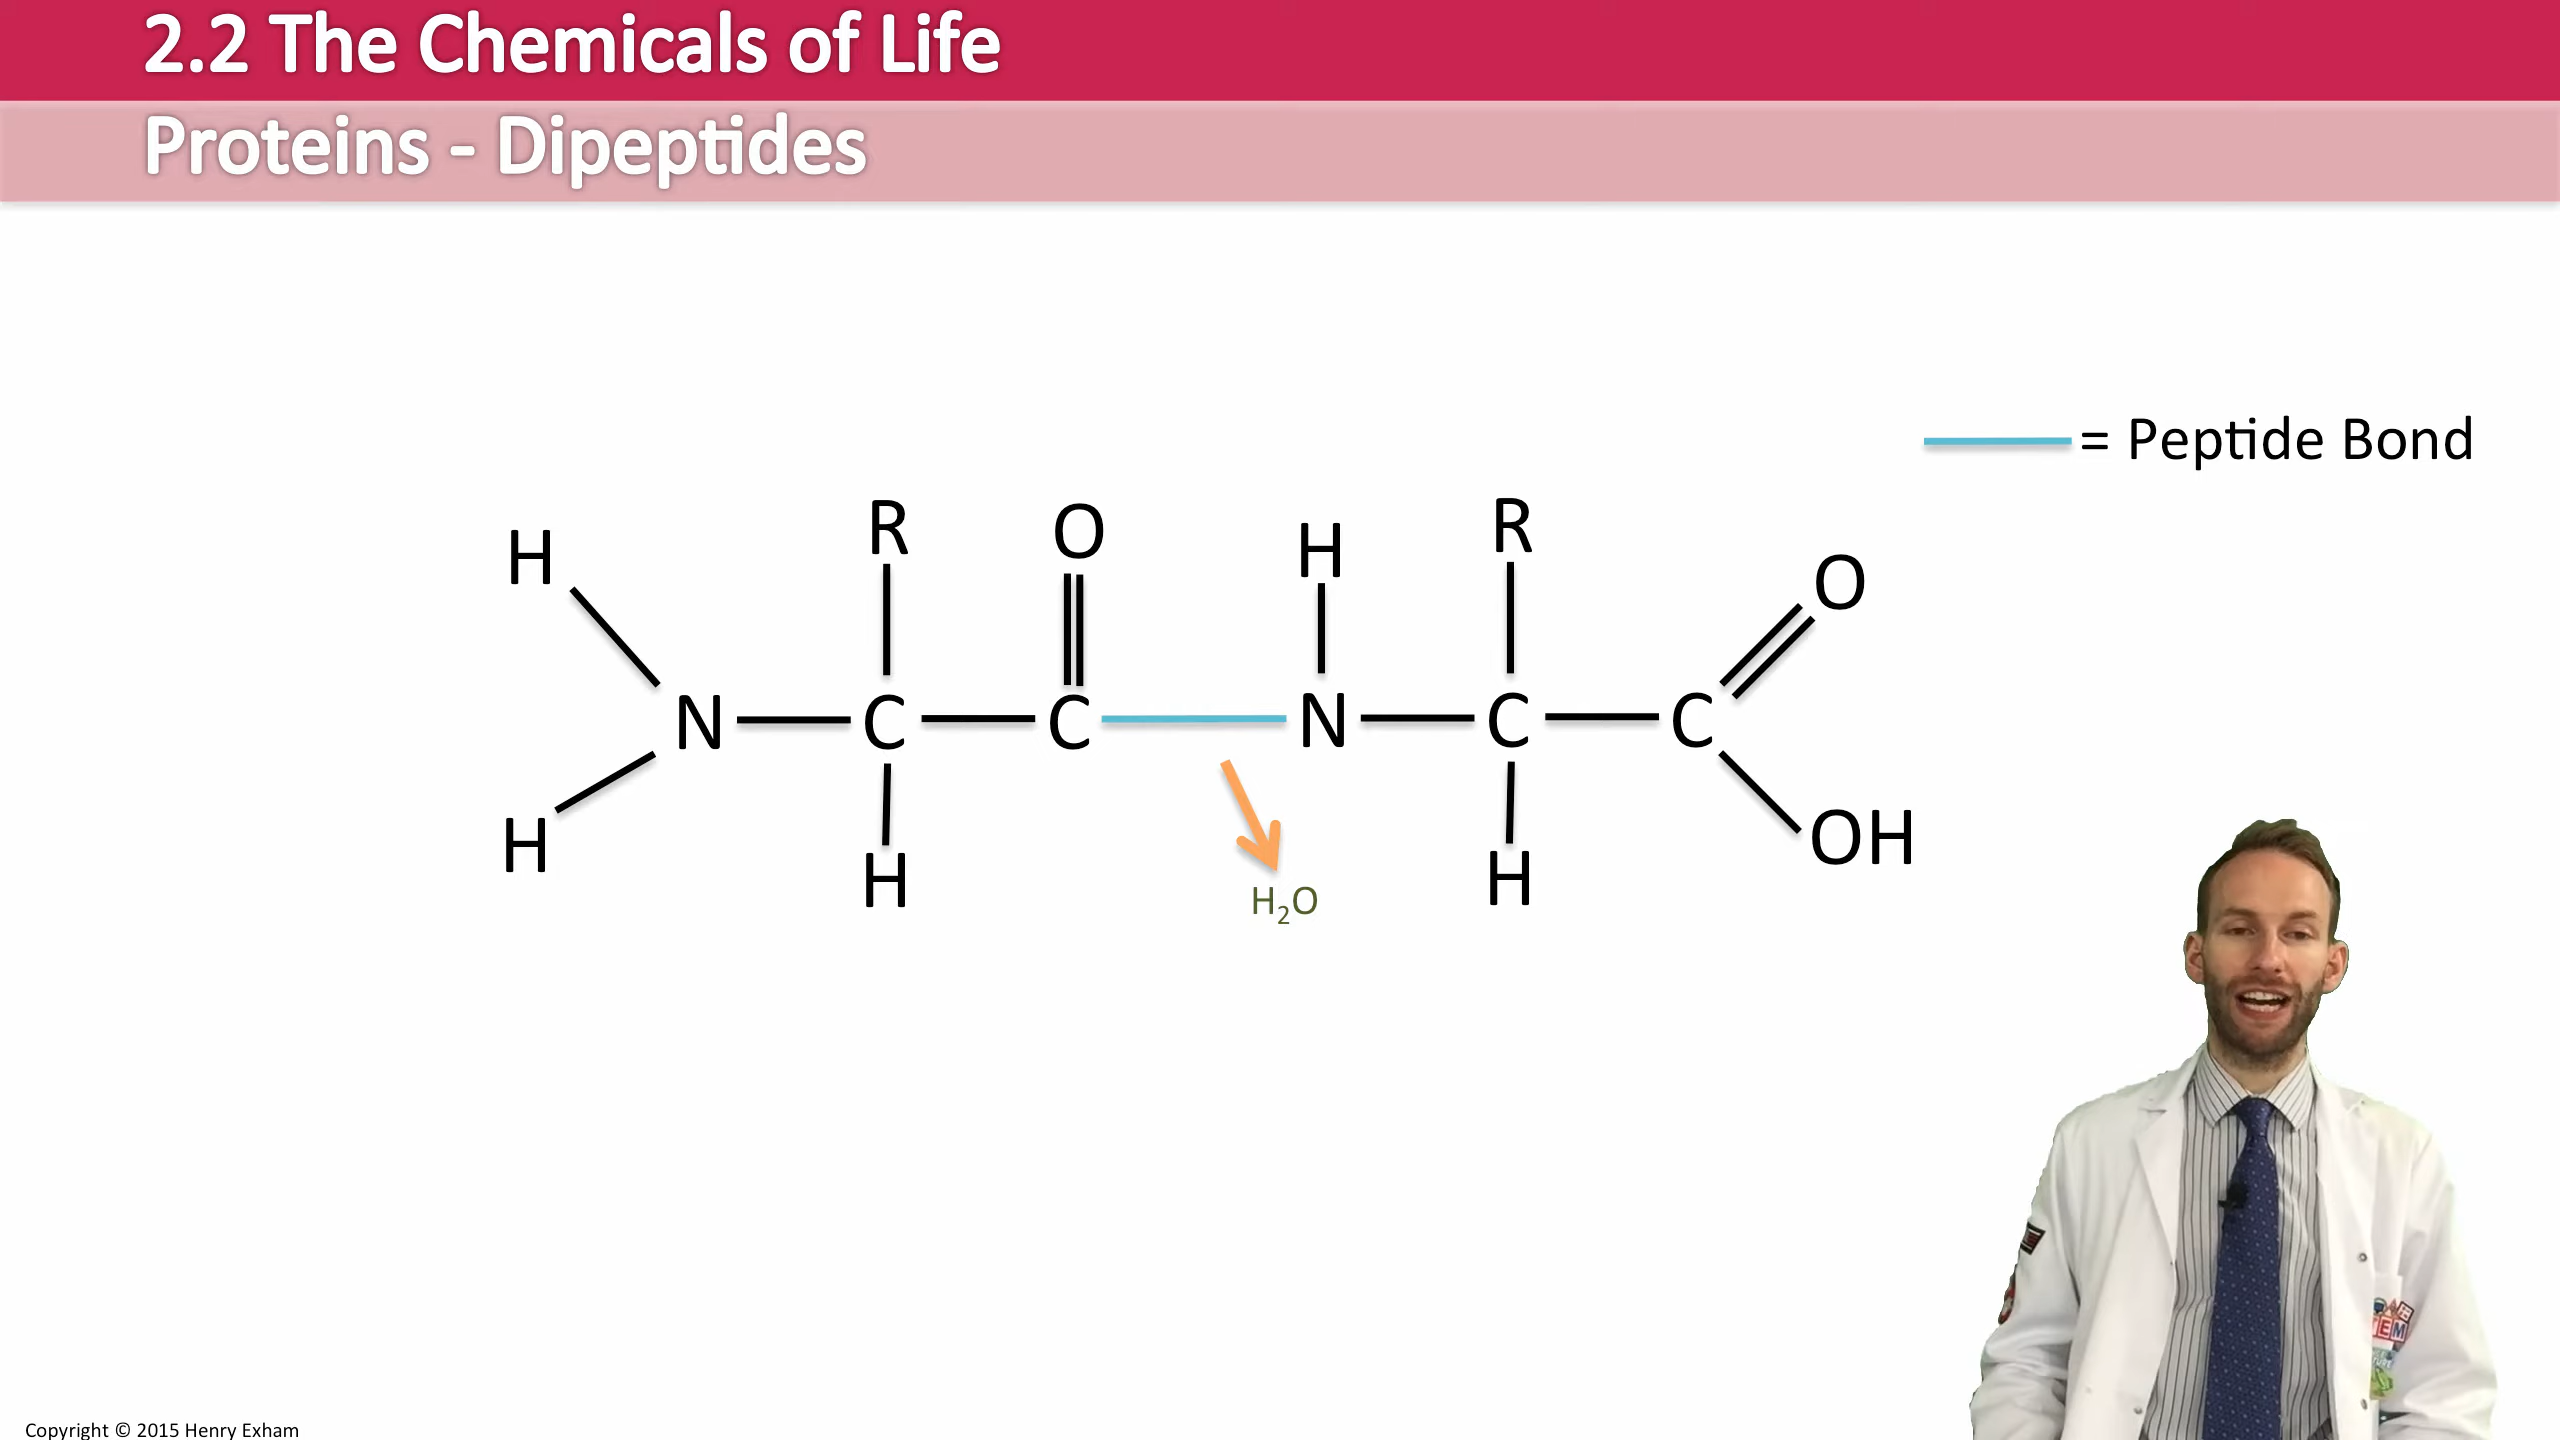 2.2 The Chemicals of Life
Proteins - Dipeptides
= Peptide Bond
R O H R
H O
N C C N C C
H H H OH
H₂O
Copyright © 2015 Henry Exham